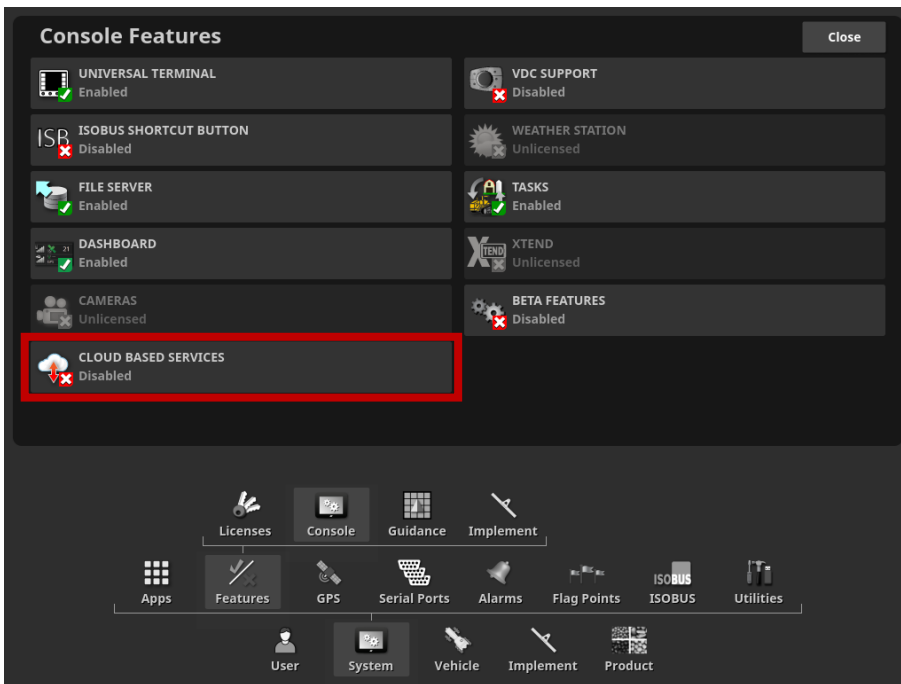 Console Features
Close
UNIVERSAL TERMINAL
Enabled
VDC SUPPORT
Disabled
ISB
ISOBUS SHORTCUT BUTTON
Disabled
WEATHER STATION
Unlicensed
FILE SERVER
Enabled
TASKS
Enabled
21
DASHBOARD
Enabled
XTEND
XTEND
Unlicensed
CAMERAS
Unlicensed
BETA FEATURES
Disabled
CLOUD BASED SERVICES
Disabled
Licenses
Console
Guidance
Implement
Apps
Features
GPS
Serial Ports
Alarms
Flag Points
ISOBUS
ISOBUS
Utilities
User
System
Vehicle
Implement
Product